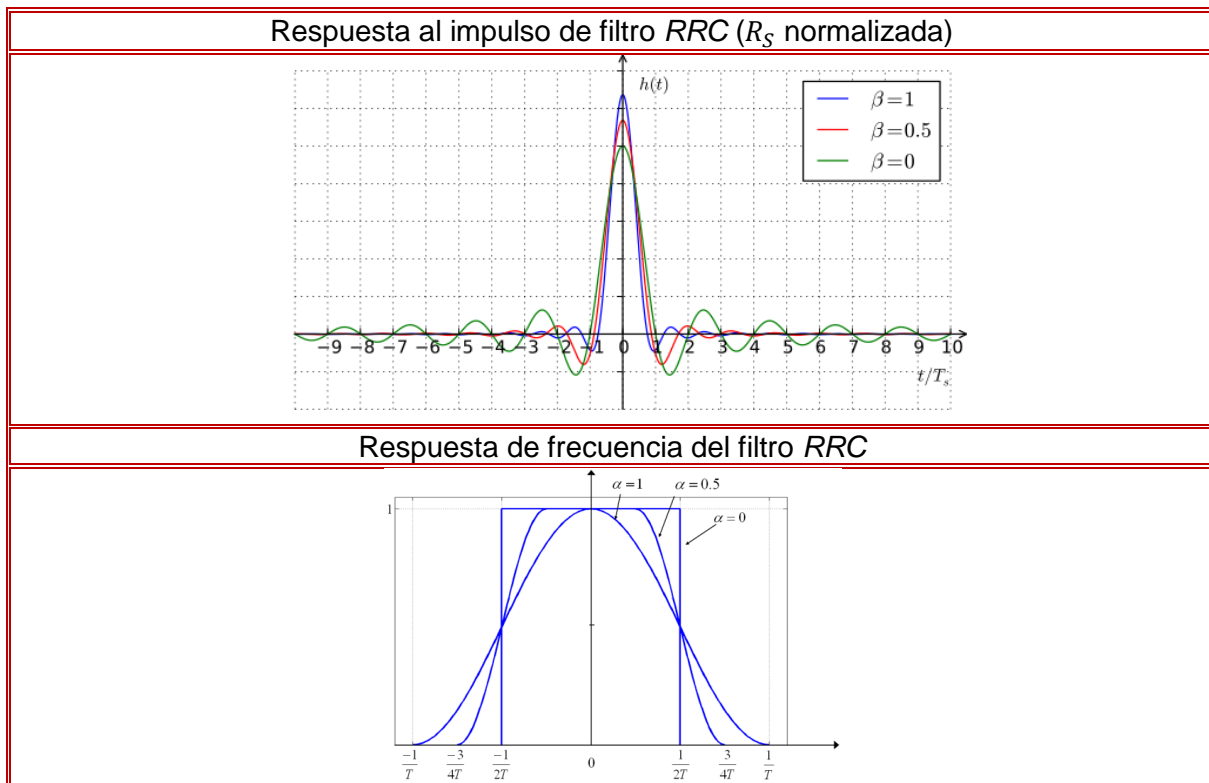 Respuesta al impulso de filtro RRC (R_S normalizada)
h(t)
β=1
β=0.5
β=0
−9 −8 −7 −6 −5 −4 −3 −2 −1 0 1 2 3 4 5 6 7 8 9 10
t/T_s
Respuesta de frecuencia del filtro RRC
α=1
α=0.5
α=0
1
-1/T -3/4T -1/2T 0 1/2T 3/4T 1/T